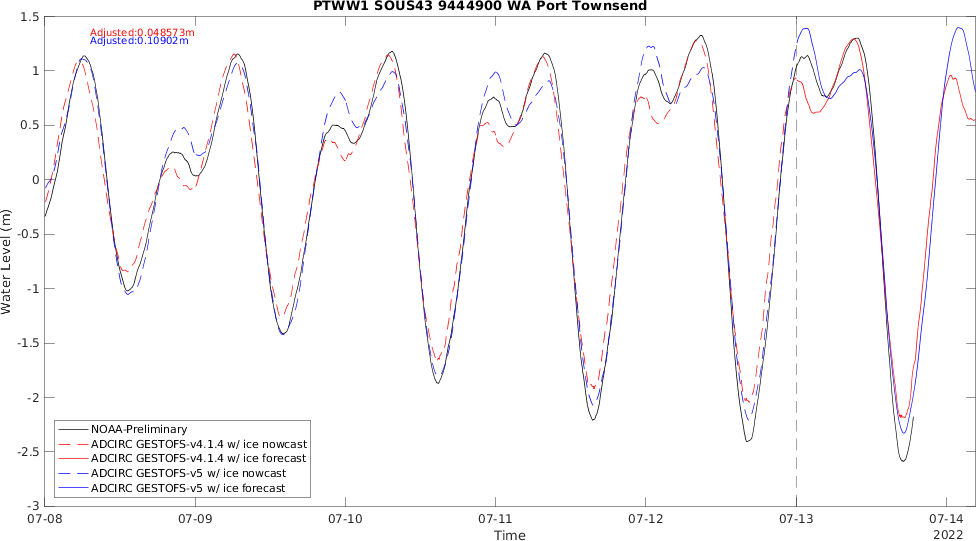 PTWW1 SOUS43 9444900 WA Port Townsend
Adjusted:0.048573m
Adjusted:0.10902m
1.5
1
0.5
0
-0.5
-1
-1.5
-2
-2.5
-3
Water Level (m)
NOAA-Preliminary
ADCIRC GESTOFS-v4.1.4 w/ ice nowcast
ADCIRC GESTOFS-v4.1.4 w/ ice forecast
ADCIRC GESTOFS-v5 w/ ice nowcast
ADCIRC GESTOFS-v5 w/ ice forecast
07-08 07-09 07-10 07-11 07-12 07-13 07-14
Time 2022